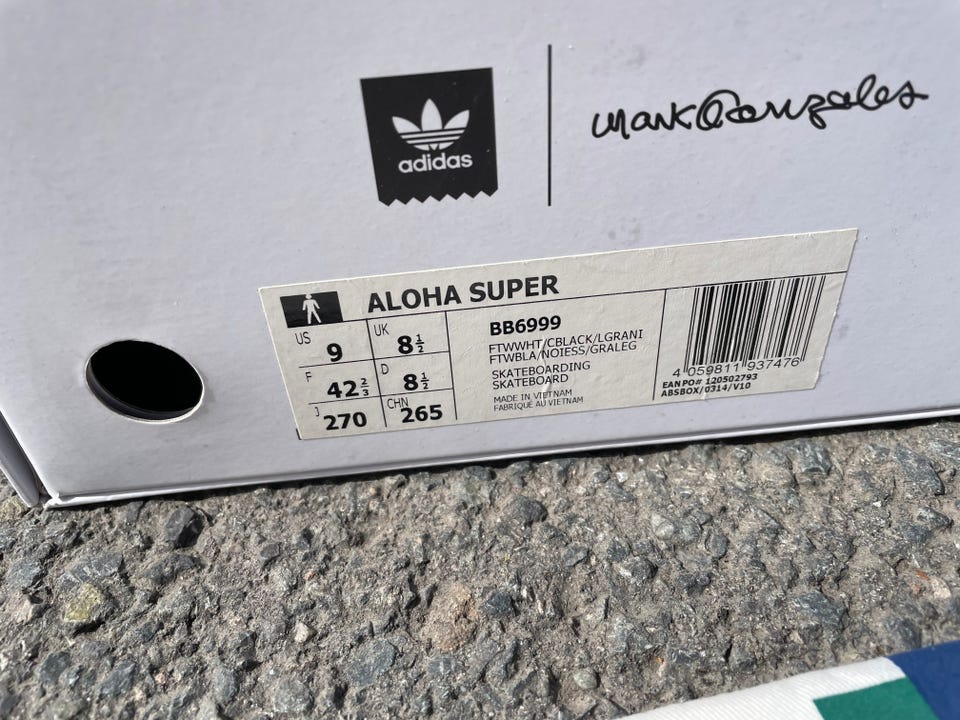 adidas
Mark Gonzales
ALOHA SUPER
US 9 UK 8½
F 42⅔ D 8½
J 270 CHN 265
BB6999
FTWWHT/CBLACK/LGRANI
FTWBLA/NOIESS/GRALEG
SKATEBOARDING
SKATEBOARD
MADE IN VIETNAM
FABRIQUÉ AU VIETNAM
4 059811 937476
EAN PO# 120502793
ABSBOX/0314/V10